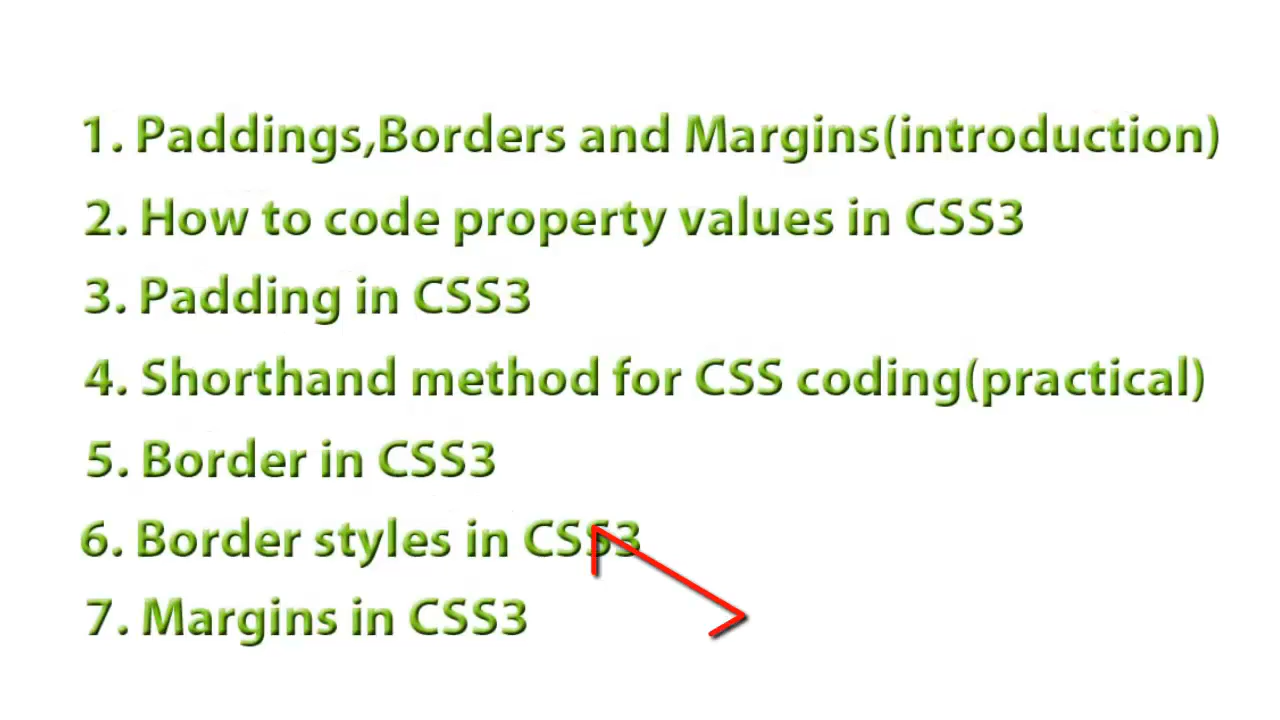 1. Paddings,Borders and Margins(introduction)
2. How to code property values in CSS3
3. Padding in CSS3
4. Shorthand method for CSS coding(practical)
5. Border in CSS3
6. Border styles in CSS3
7. Margins in CSS3